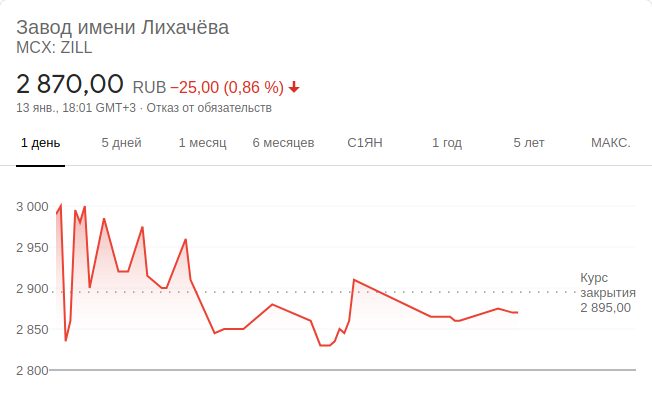 Завод имени Лихачёва
MCX: ZILL
2 870,00 RUB −25,00 (0,86 %)
13 янв., 18:01 GMT+3 · Отказ от обязательств
1 день 5 дней 1 месяц 6 месяцев С1ЯН 1 год 5 лет МАКС.
3 000
2 950
2 900
2 850
2 800
Курс
закрытия
2 895,00